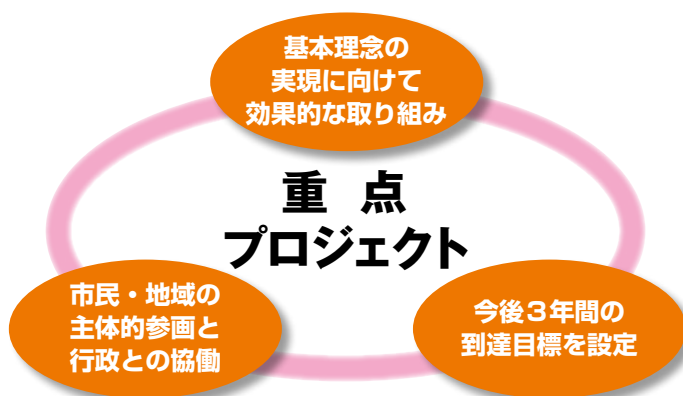 基本理念の
実現に向けて
効果的な取り組み
重 点
プロジェクト
市民・地域の
主体的参画と
行政との協働
今後３年間の
到達目標を設定